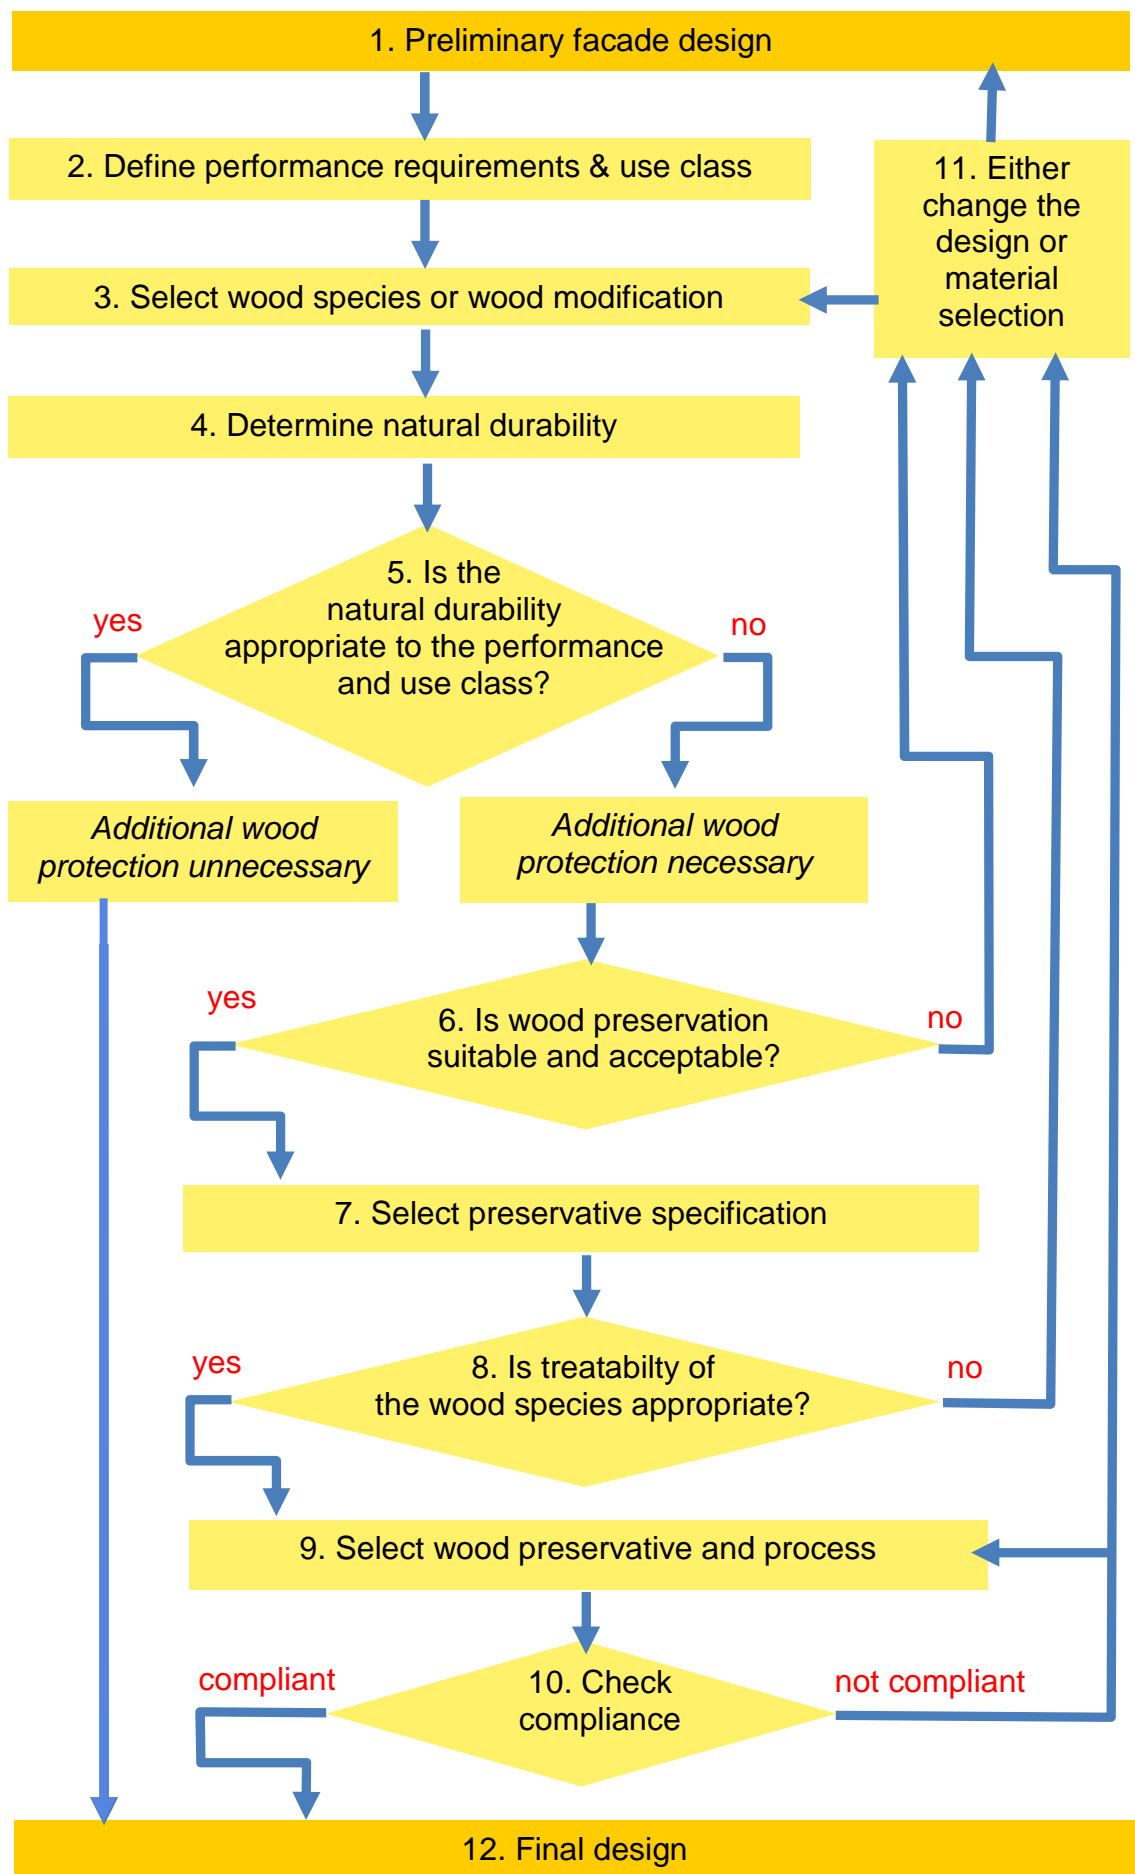 1. Preliminary facade design
2. Define performance requirements & use class
11. Either
change the
design or
material
selection
3. Select wood species or wood modification
4. Determine natural durability
5. Is the
natural durability
appropriate to the performance
and use class?
yes
no
Additional wood
protection unnecessary
Additional wood
protection necessary
yes
6. Is wood preservation
suitable and acceptable?
no
7. Select preservative specification
yes
8. Is treatabilty of
the wood species appropriate?
no
9. Select wood preservative and process
compliant
10. Check
compliance
not compliant
12. Final design